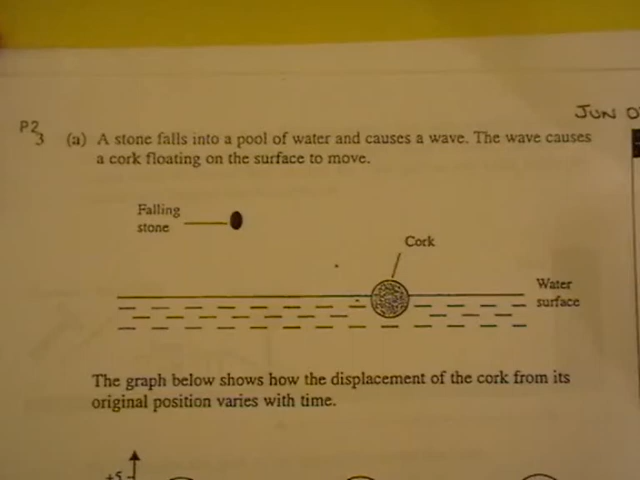 JUN 0
P2
3 (a) A stone falls into a pool of water and causes a wave. The wave causes
a cork floating on the surface to move.
Falling
stone
Cork
Water
surface
The graph below shows how the displacement of the cork from its
original position varies with time.
+5